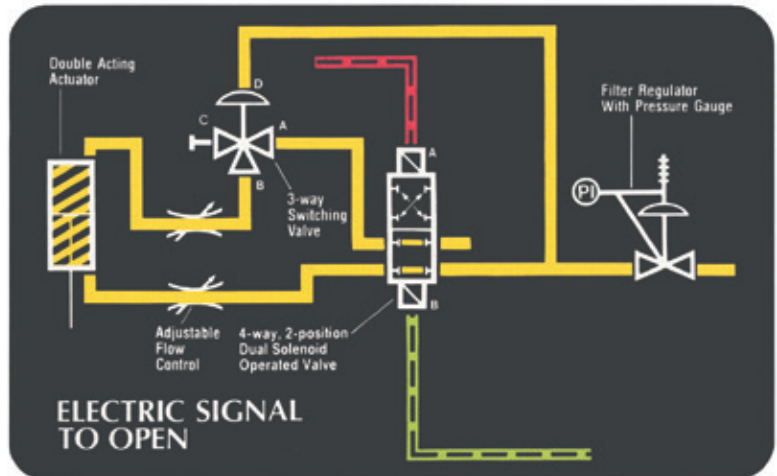 Double Acting
Actuator
D
C
A
B
3-way
Switching
Valve
A
Filter Regulator
With Pressure Gauge
PI
B
Adjustable
Flow
Control
4-way, 2-position
Dual Solenoid
Operated Valve
ELECTRIC SIGNAL
TO OPEN